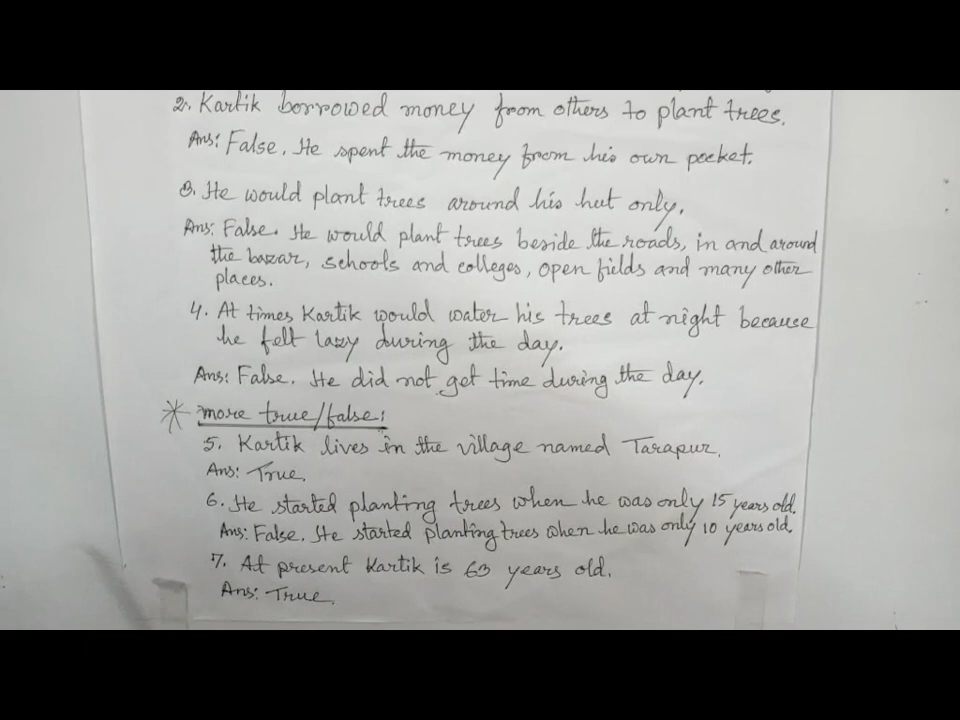 2. Kartik borrowed money from others to plant trees.
Ans: False. He spent the money from his own pocket.
3. He would plant trees around his hut only.
Ans: False. He would plant trees beside the roads, in and around
the bazar, schools and colleges, open fields and many other
places.
4. At times Kartik would water his trees at night because
he felt lazy during the day.
Ans: False. He did not get time during the day.
* more true/false:
5. Kartik lives in the village named Tarapur.
Ans: True.
6. He started planting trees when he was only 15 years old.
Ans: False. He started planting trees when he was only 10 years old.
7. At present Kartik is 63 years old.
Ans: True.